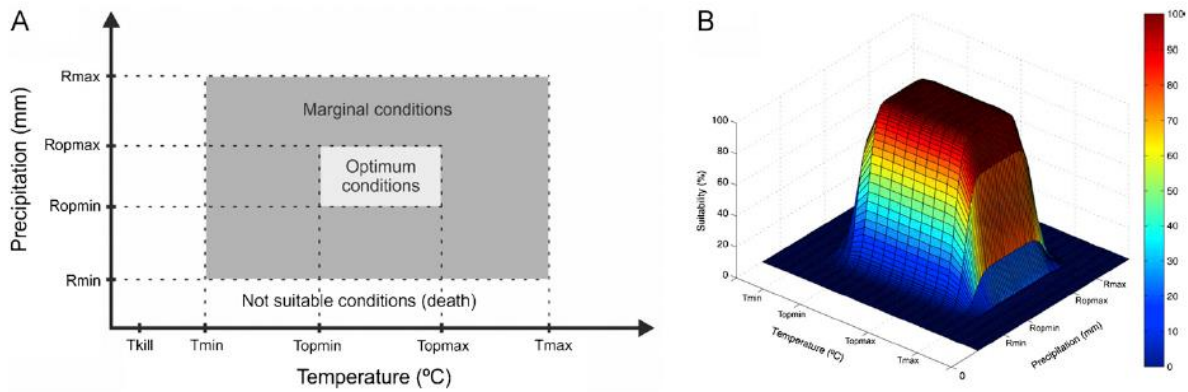 A
Precipitation (mm)
Rmax
Ropmax
Ropmin
Rmin
Marginal conditions
Optimum
conditions
Not suitable conditions (death)
Tkill
Tmin
Topmin
Topmax
Tmax
Temperature (ºC)
B
Suitability (%)
100
80
60
40
20
0
Tmin
Topmin
Topmax
Tmax
Temperature (ºC)
0
Rmin
Ropmin
Ropmax
Rmax
Precipitation (mm)
100
90
80
70
60
50
40
30
20
10
0